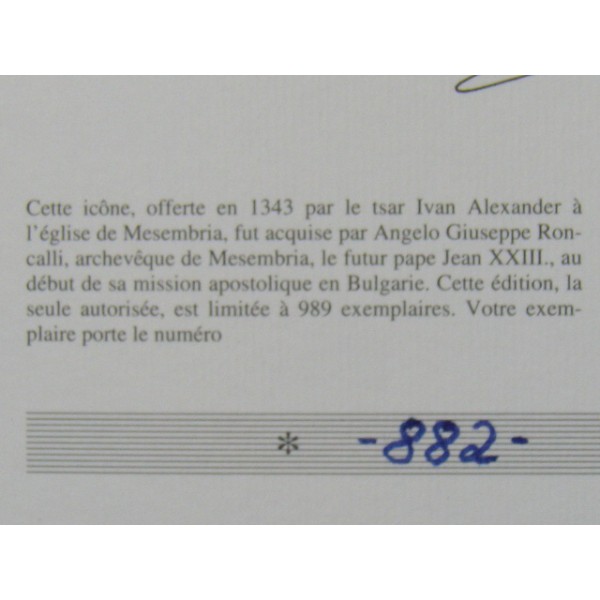 Cette icône, offerte en 1343 par le tsar Ivan Alexander à
l'église de Mesembria, fut acquise par Angelo Giuseppe Ron-
calli, archevêque de Mesembria, le futur pape Jean XXIII., au
début de sa mission apostolique en Bulgarie. Cette édition, la
seule autorisée, est limitée à 989 exemplaires. Votre exem-
plaire porte le numéro
* -882-